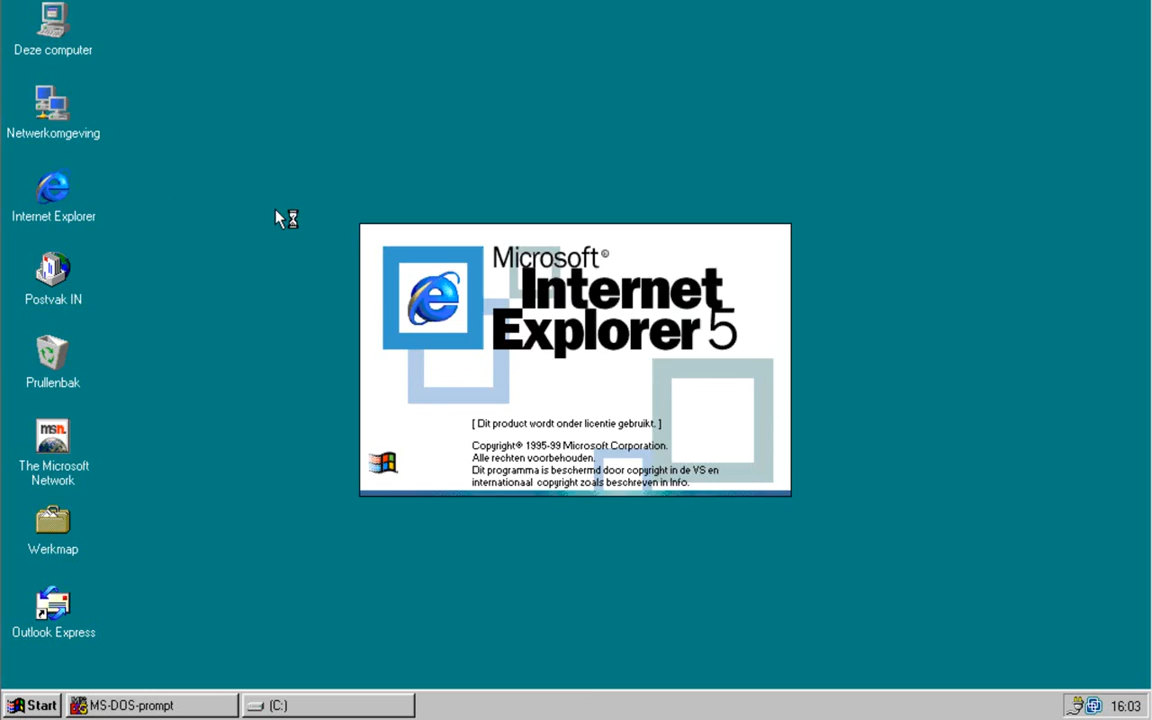 Deze computer
Netwerkomgeving
Internet Explorer
Postvak IN
Prullenbak
msn.
The Microsoft
Network
Werkmap
Outlook Express
Microsoft®
Internet
Explorer 5
[ Dit product wordt onder licentie gebruikt. ]
Copyright® 1995-99 Microsoft Corporation.
Alle rechten voorbehouden.
Dit programma is beschermd door copyright in de VS en
internationaal copyright zoals beschreven in Info.
Start
MS-DOS-prompt
(C:)
16:03